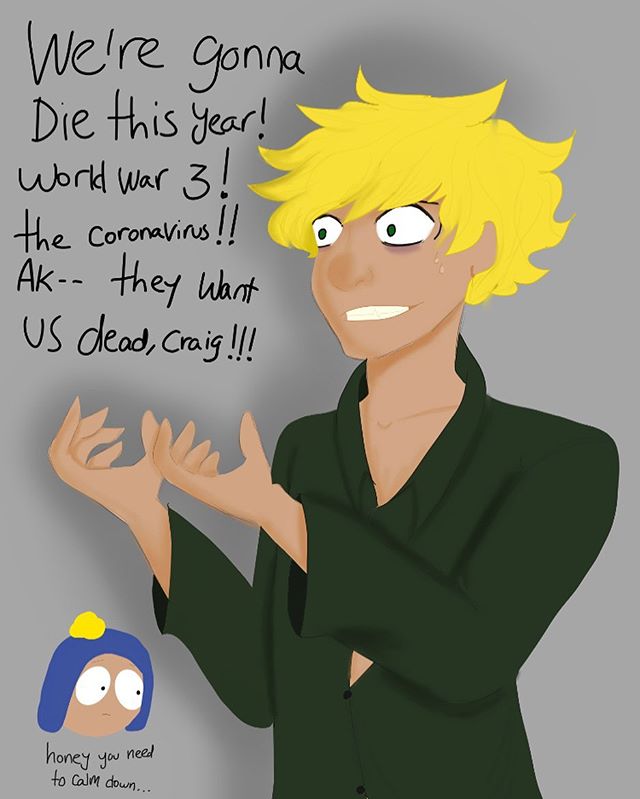 We're gonna
Die this year!
World War 3!
the coronavirus!!
AK-- they want
US dead, Craig!!!
honey you need
to calm down...